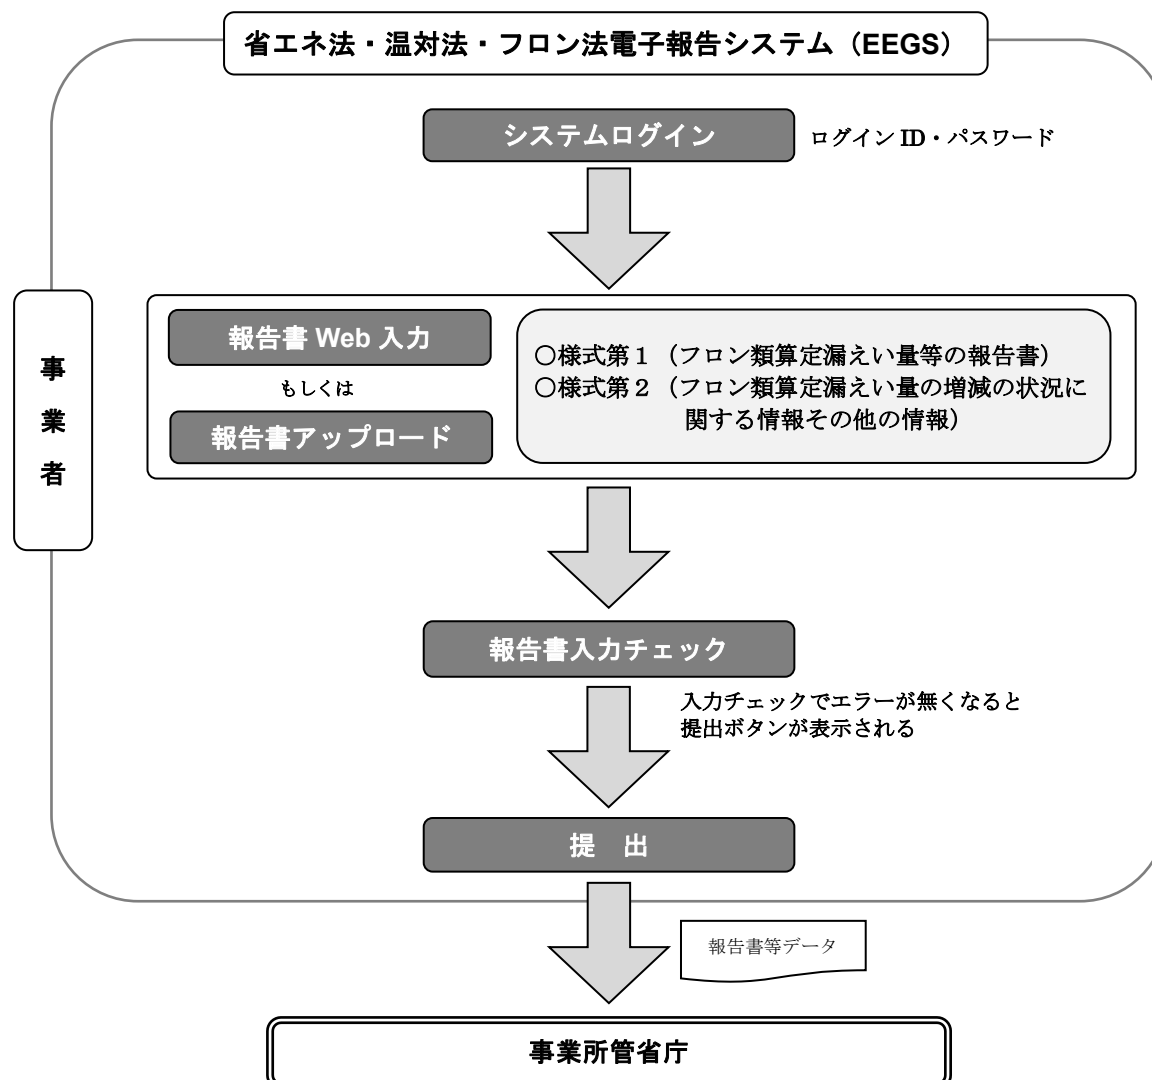 省エネ法・温対法・フロン法電子報告システム（EEGS）
システムログイン
ログイン ID・パスワード
事業者
報告書 Web 入力
もしくは
報告書アップロード
○様式第１（フロン類算定漏えい量等の報告書）
○様式第２（フロン類算定漏えい量の増減の状況に
関する情報その他の情報）
報告書入力チェック
入力チェックでエラーが無くなると
提出ボタンが表示される
提　出
報告書等データ
事業所管省庁